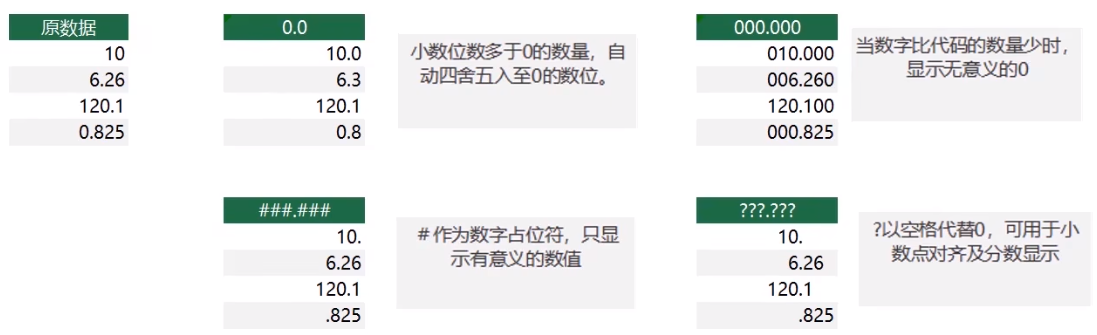 原数据
10
6.26
120.1
0.825
0.0
10.0
6.3
120.1
0.8
小数位数多于0的数量，自
动四舍五入至0的数位。
000.000
010.000
006.260
120.100
000.825
当数字比代码的数量少时，
显示无意义的0
###.###
10.
6.26
120.1
.825
# 作为数字占位符，只显
示有意义的数值
???.???
10.
6.26
120.1
.825
?以空格代替0，可用于小
数点对齐及分数显示